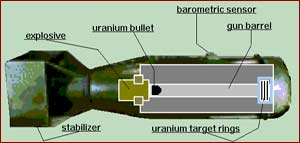 barometric sensor
uranium bullet
gun barrel
explosive
stabilizer
uranium target rings